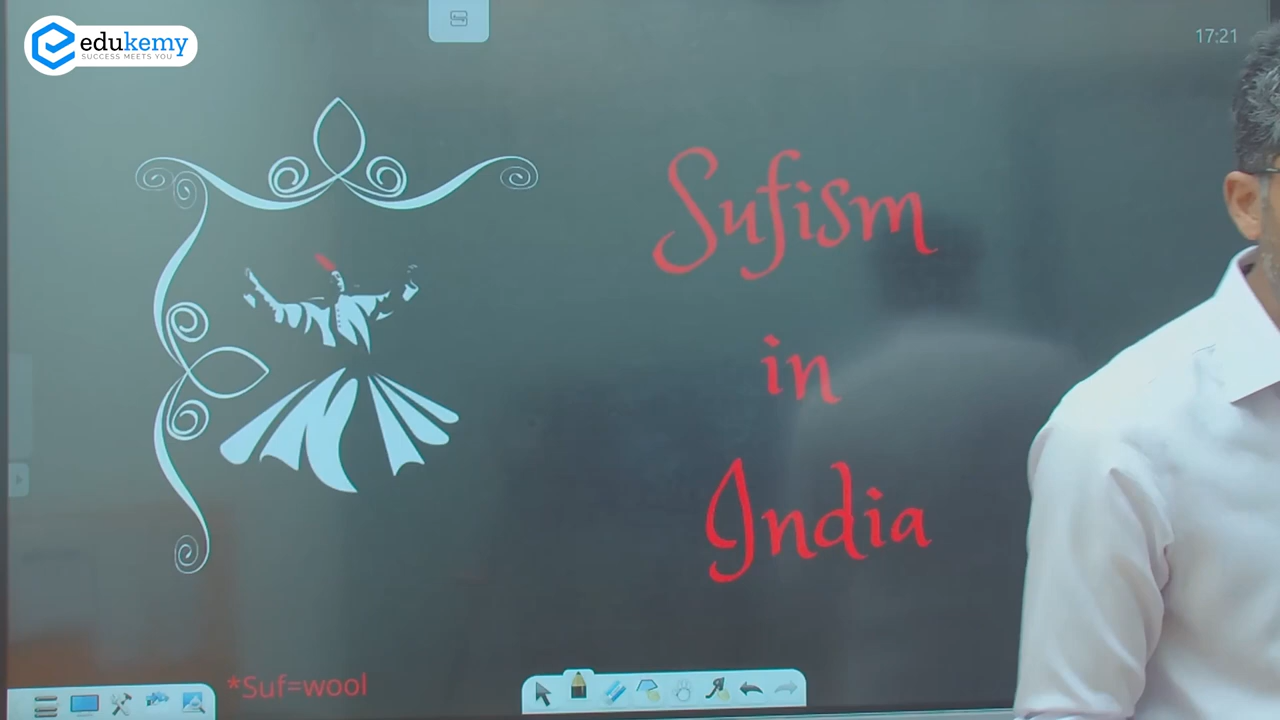 edukemy
SUCCESS MEETS YOU
17:21
Sufism
in
India
*Suf=wool